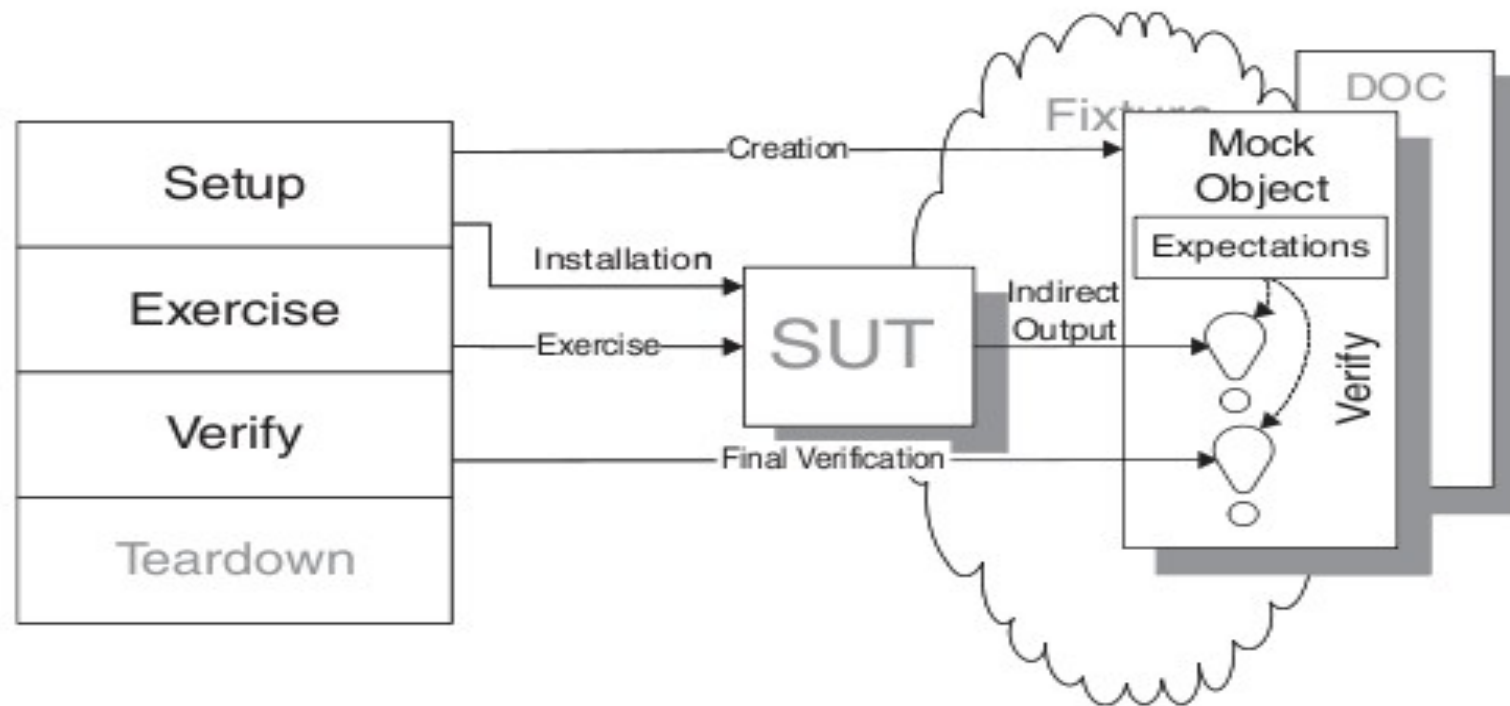 Setup
Exercise
Verify
Teardown
Creation
Installation
Exercise
Final Verification
SUT
Indirect
Output
DOC
Mock
Object
Expectations
Verify